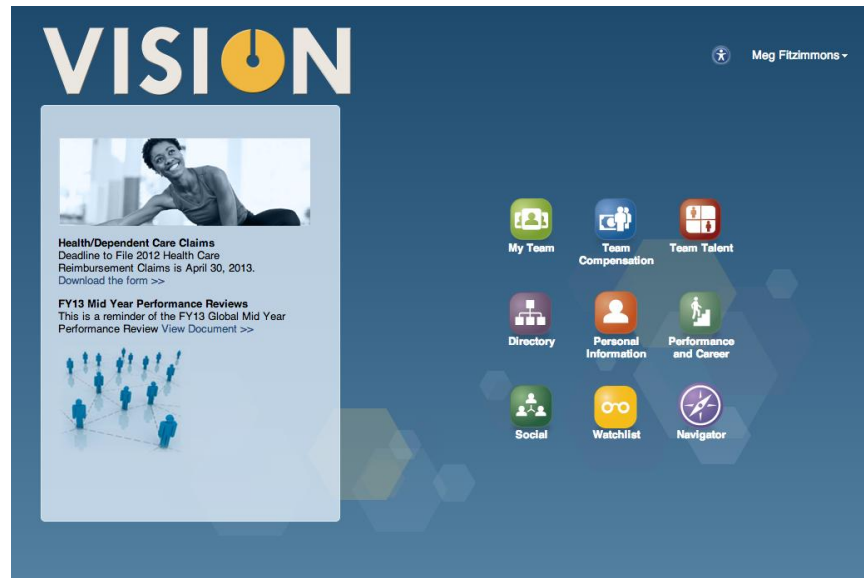 VISION
Meg Fitzimmons
Health/Dependent Care Claims
Deadline to File 2012 Health Care
Reimbursement Claims is April 30, 2013.
Download the form >>
FY13 Mid Year Performance Reviews
This is a reminder of the FY13 Global Mid Year
Performance Review View Document >>
My Team
Team
Compensation
Team Talent
Directory
Personal
Information
Performance
and Career
Social
Watchlist
Navigator